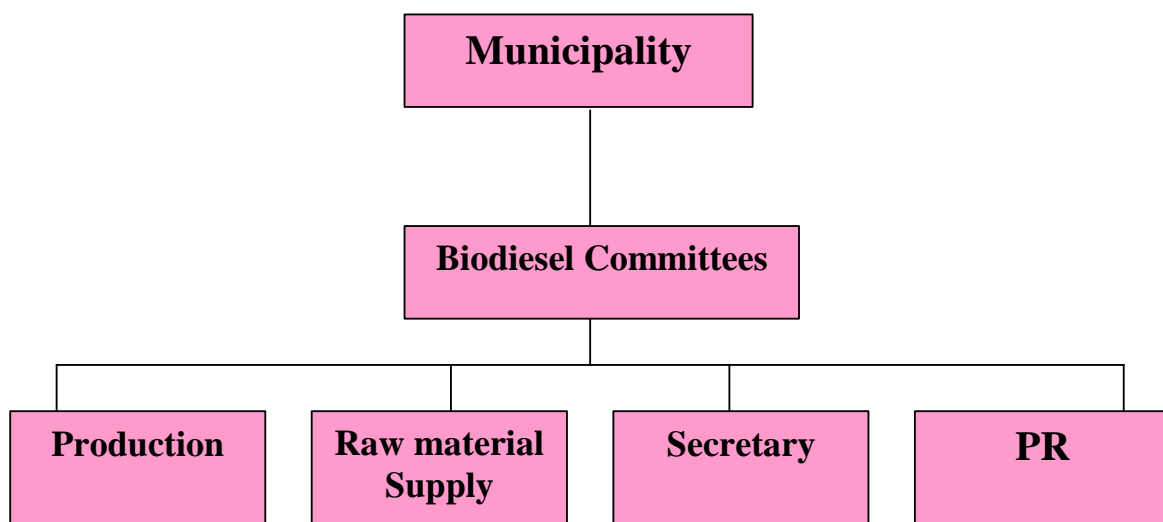 Municipality
Biodiesel Committees
Production
Raw material
Supply
Secretary
PR